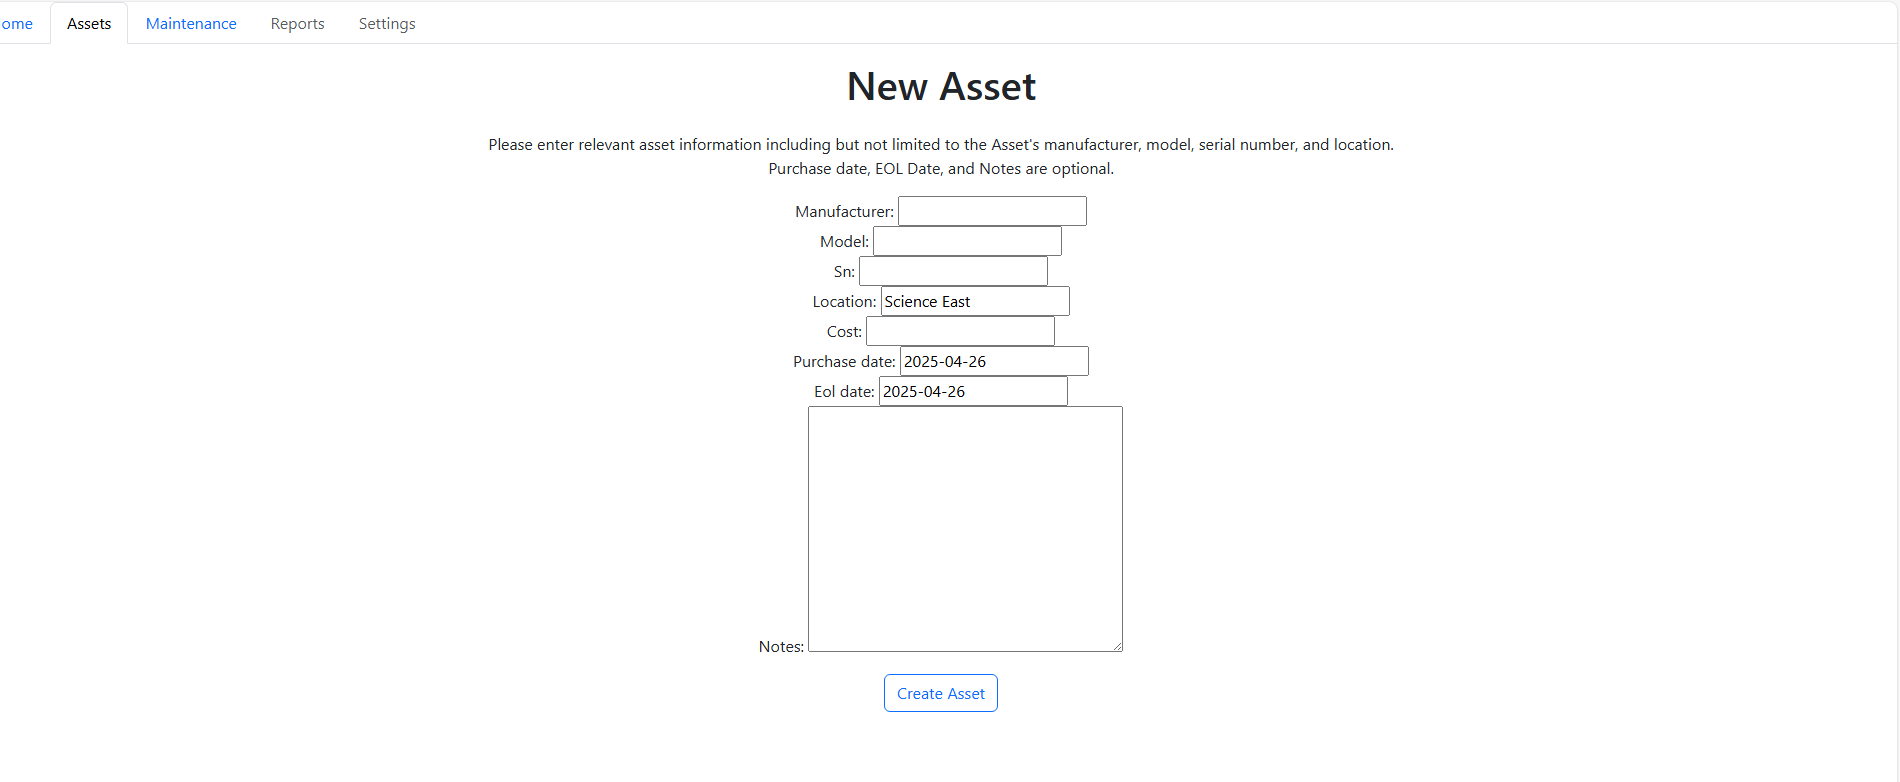 ome Assets Maintenance Reports Settings
New Asset
Please enter relevant asset information including but not limited to the Asset's manufacturer, model, serial number, and location.
Purchase date, EOL Date, and Notes are optional.
Manufacturer:
Model:
Sn:
Location: Science East
Cost:
Purchase date: 2025-04-26
Eol date: 2025-04-26
Notes:
Create Asset